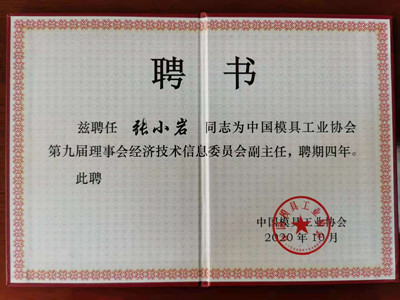 聘书
兹聘任 张小岩 同志为中国模具工业协会
第九届理事会经济技术信息委员会副主任，聘期四年。
此聘
中国模具工业协会
2020年10月